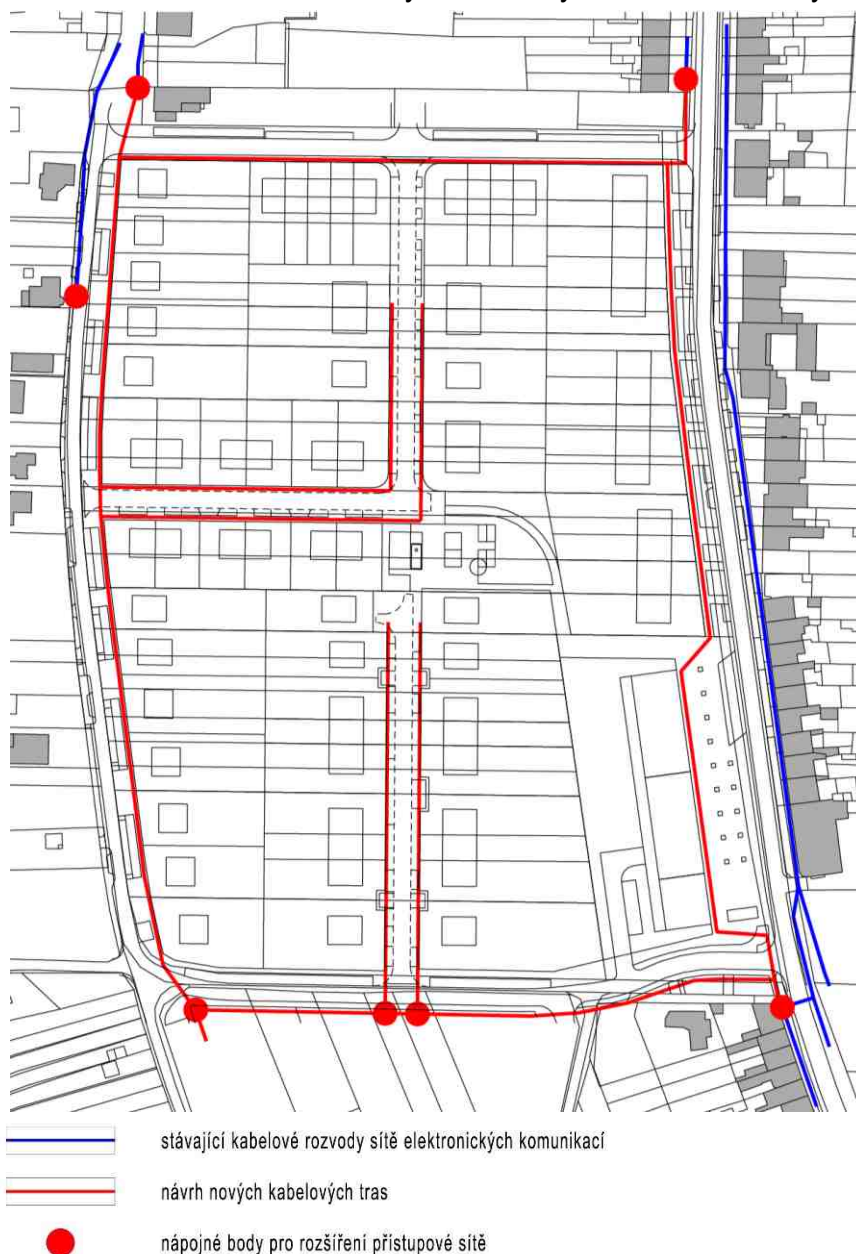 stávající kabelové rozvody sítě elektronických komunikací
návrh nových kabelových tras
nápojné body pro rozšíření přístupové sítě